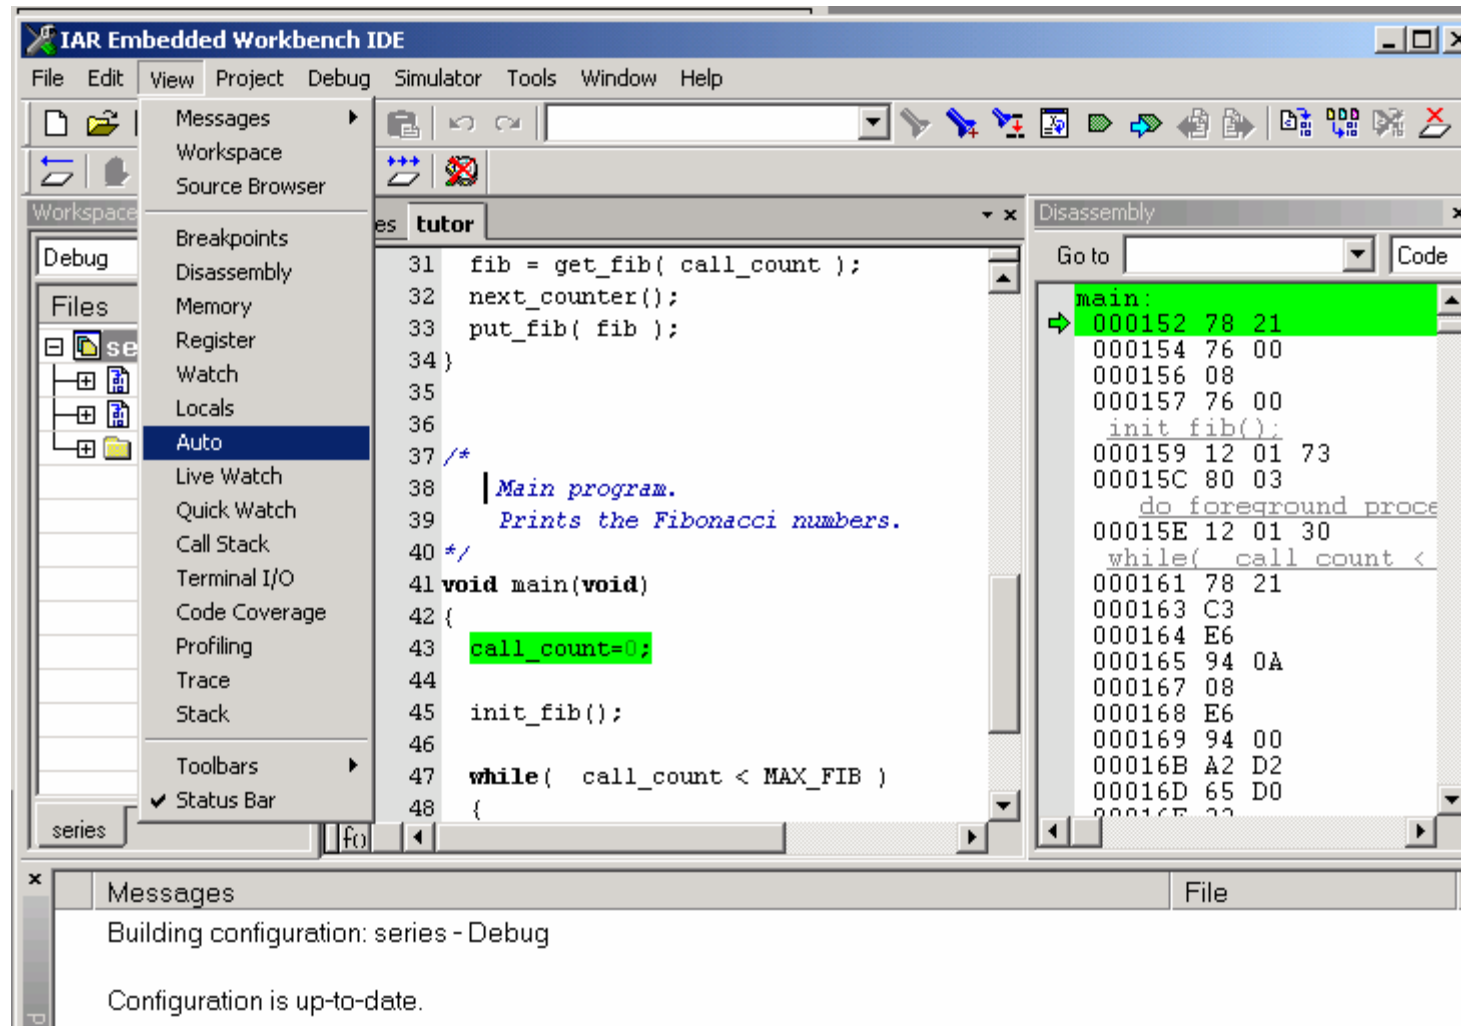 IAR Embedded Workbench IDE
File Edit View Project Debug Simulator Tools Window Help
Messages
Workspace
Source Browser
Breakpoints
Disassembly
Memory
Register
Watch
Locals
Auto
Live Watch
Quick Watch
Call Stack
Terminal I/O
Code Coverage
Profiling
Trace
Stack
Toolbars
Status Bar
Workspace
Debug
Files
se
series
es tutor
31 fib = get_fib( call_count );
32 next_counter();
33 put_fib( fib );
34 }
35
36
37 /*
38 Main program.
39 Prints the Fibonacci numbers.
40 */
41 void main(void)
42 {
43 call_count=0;
44
45 init_fib();
46
47 while( call_count < MAX_FIB )
48 {
f()
Disassembly
Go to Code
main:
000152 78 21
000154 76 00
000156 08
000157 76 00
init_fib();
000159 12 01 73
00015C 80 03
do_foreground_proce
00015E 12 01 30
while( call_count <
000161 78 21
000163 C3
000164 E6
000165 94 0A
000167 08
000168 E6
000169 94 00
00016B A2 D2
00016D 65 D0
Messages File
Building configuration: series - Debug
Configuration is up-to-date.